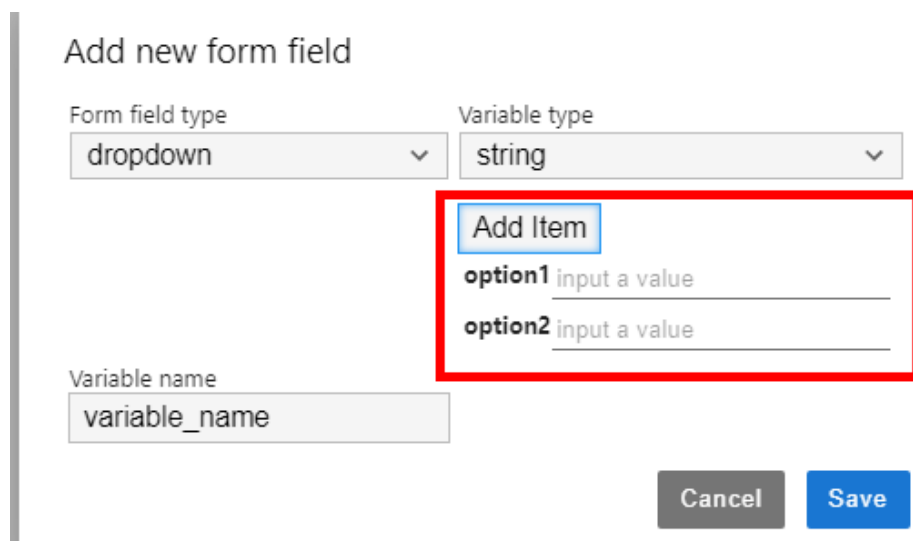 Add new form field
Form field type
Variable type
dropdown
string
Add Item
option1 input a value
option2 input a value
Variable name
variable_name
Cancel
Save